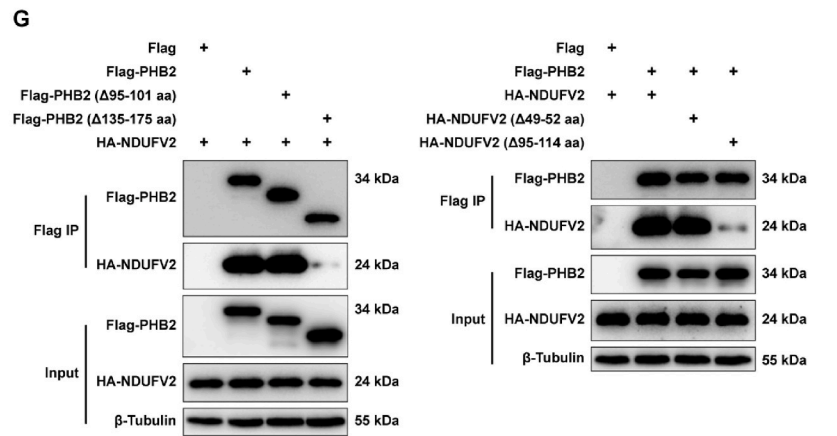 G
Flag +
Flag-PHB2 +
Flag-PHB2 (Δ95-101 aa) +
Flag-PHB2 (Δ135-175 aa) +
HA-NDUFV2 + + + +
Flag IP
Flag-PHB2 34 kDa
HA-NDUFV2 24 kDa
Input
Flag-PHB2 34 kDa
HA-NDUFV2 24 kDa
β-Tubulin 55 kDa
Flag +
Flag-PHB2 + + +
HA-NDUFV2 + +
HA-NDUFV2 (Δ49-52 aa) +
HA-NDUFV2 (Δ95-114 aa) +
Flag IP
Flag-PHB2 34 kDa
HA-NDUFV2 24 kDa
Input
Flag-PHB2 34 kDa
HA-NDUFV2 24 kDa
β-Tubulin 55 kDa